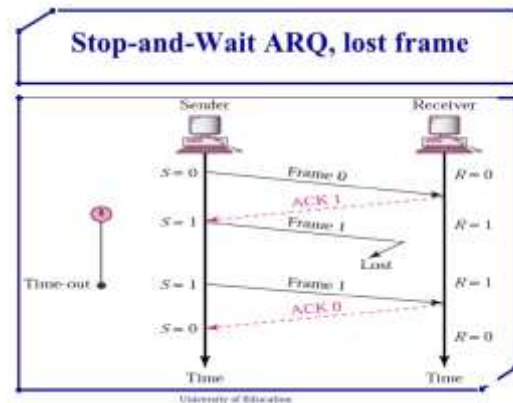 Stop-and-Wait ARQ, lost frame
Sender
Receiver
S = 0
Frame 0
R = 0
ACK 1
S = 1
Frame 1
R = 1
Lost
Time-out
S = 1
Frame 1
R = 1
ACK 0
S = 0
R = 0
Time
Time
University of Education